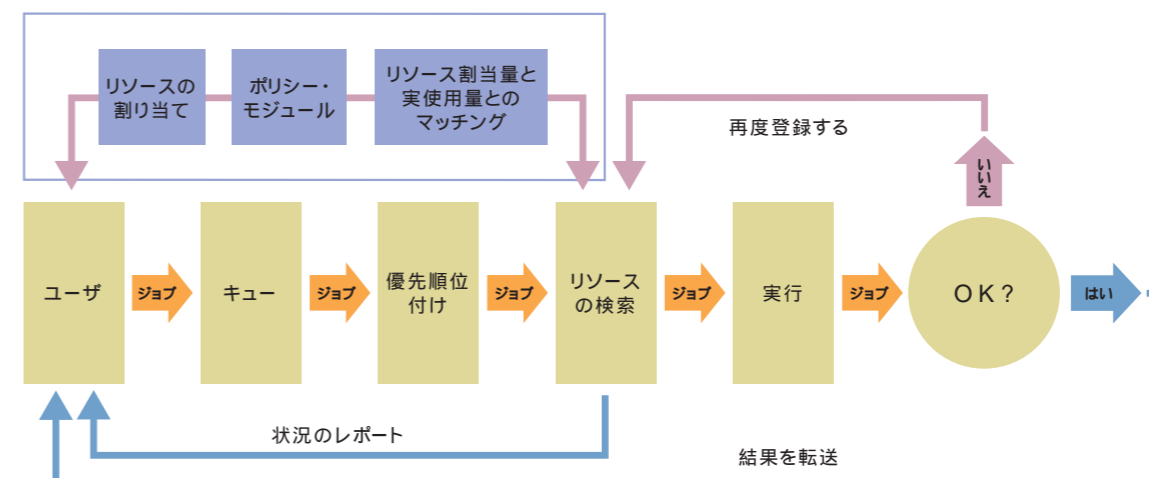 リソースの
割り当て
ポリシー・
モジュール
リソース割当量と
実使用量との
マッチング
再度登録する
いいえ
ユーザ
ジョブ
キュー
ジョブ
優先順位
付け
ジョブ
リソース
の検索
ジョブ
実行
ジョブ
OK?
はい
状況のレポート
結果を転送